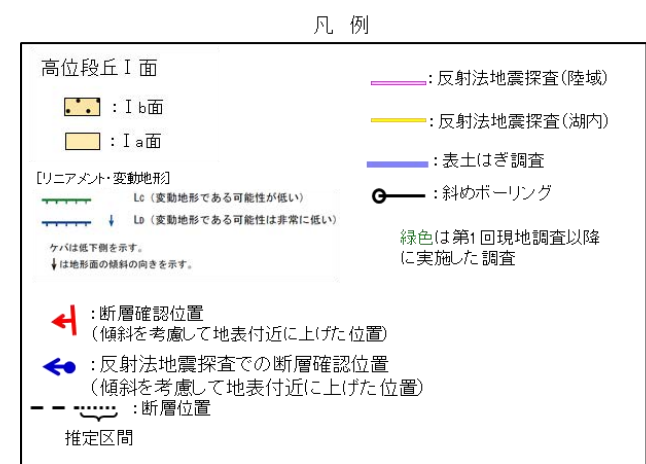 凡 例
高位段丘Ⅰ面
：Ⅰb面
：Ⅰa面
[リニアメント・変動地形]
Lc（変動地形である可能性が低い）
LD（変動地形である可能性は非常に低い）
ケバは低下側を示す。
↓は地形面の傾斜の向きを示す。
：反射法地震探査(陸域)
：反射法地震探査(湖内)
：表土はぎ調査
：斜めボーリング
緑色は第1回現地調査以降
に実施した調査
：断層確認位置
(傾斜を考慮して地表付近に上げた位置)
：反射法地震探査での断層確認位置
(傾斜を考慮して地表付近に上げた位置)
：断層位置
推定区間